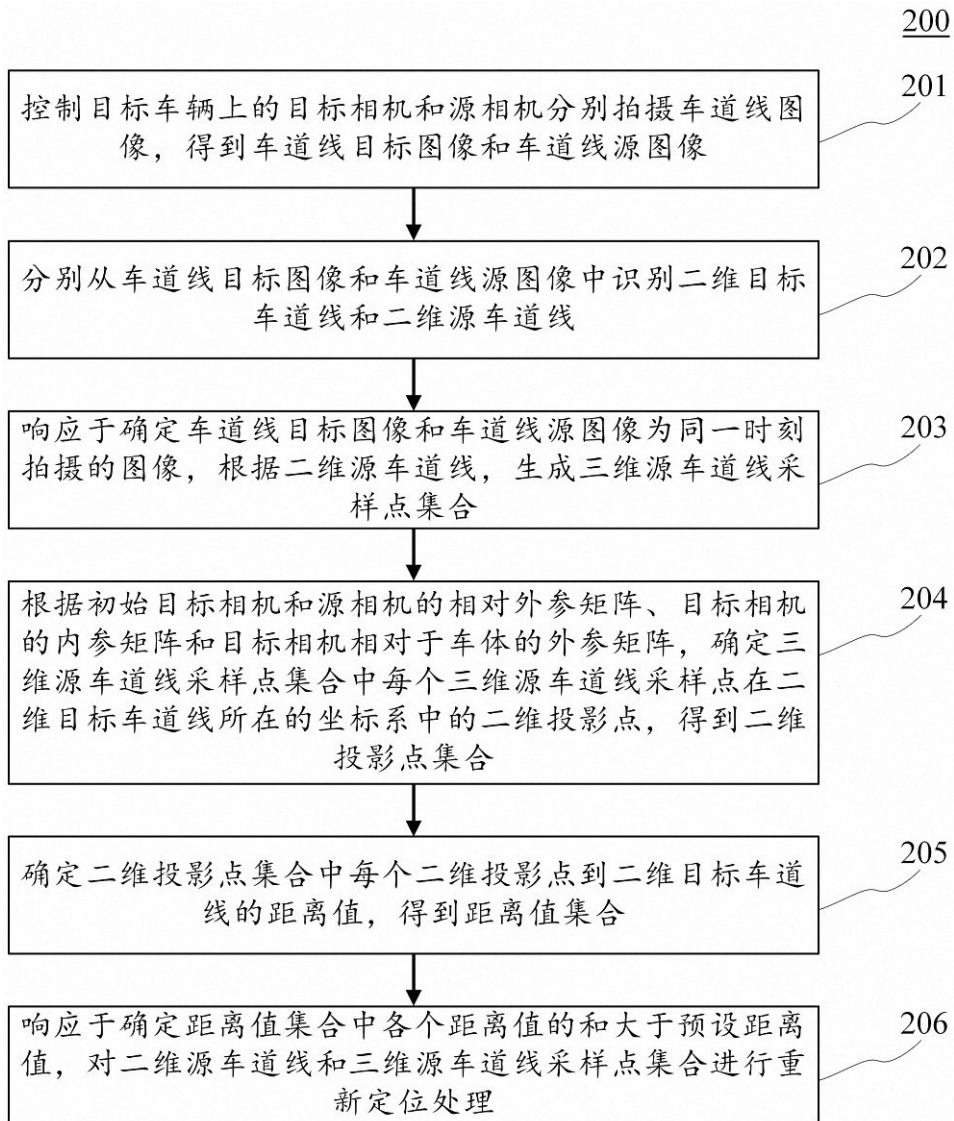 200
控制目标车辆上的目标相机和源相机分别拍摄车道线图
像，得到车道线目标图像和车道线源图像
201
分别从车道线目标图像和车道线源图像中识别二维目标
车道线和二维源车道线
202
响应于确定车道线目标图像和车道线源图像为同一时刻
拍摄的图像，根据二维源车道线，生成三维源车道线采
样点集合
203
根据初始目标相机和源相机的相对外参矩阵、目标相机
的内参矩阵和目标相机相对于车体的外参矩阵，确定三
维源车道线采样点集合中每个三维源车道线采样点在二
维目标车道线所在的坐标系中的二维投影点，得到二维
投影点集合
204
确定二维投影点集合中每个二维投影点到二维目标车道
线的距离值，得到距离值集合
205
响应于确定距离值集合中各个距离值的和大于预设距离
值，对二维源车道线和三维源车道线采样点集合进行重
新定位处理
206